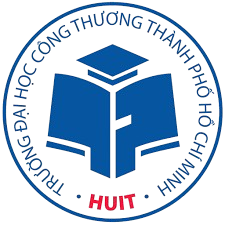 TRƯỜNG ĐẠI HỌC CÔNG THƯƠNG THÀNH PHỐ HỒ CHÍ MINH
· HUIT ·